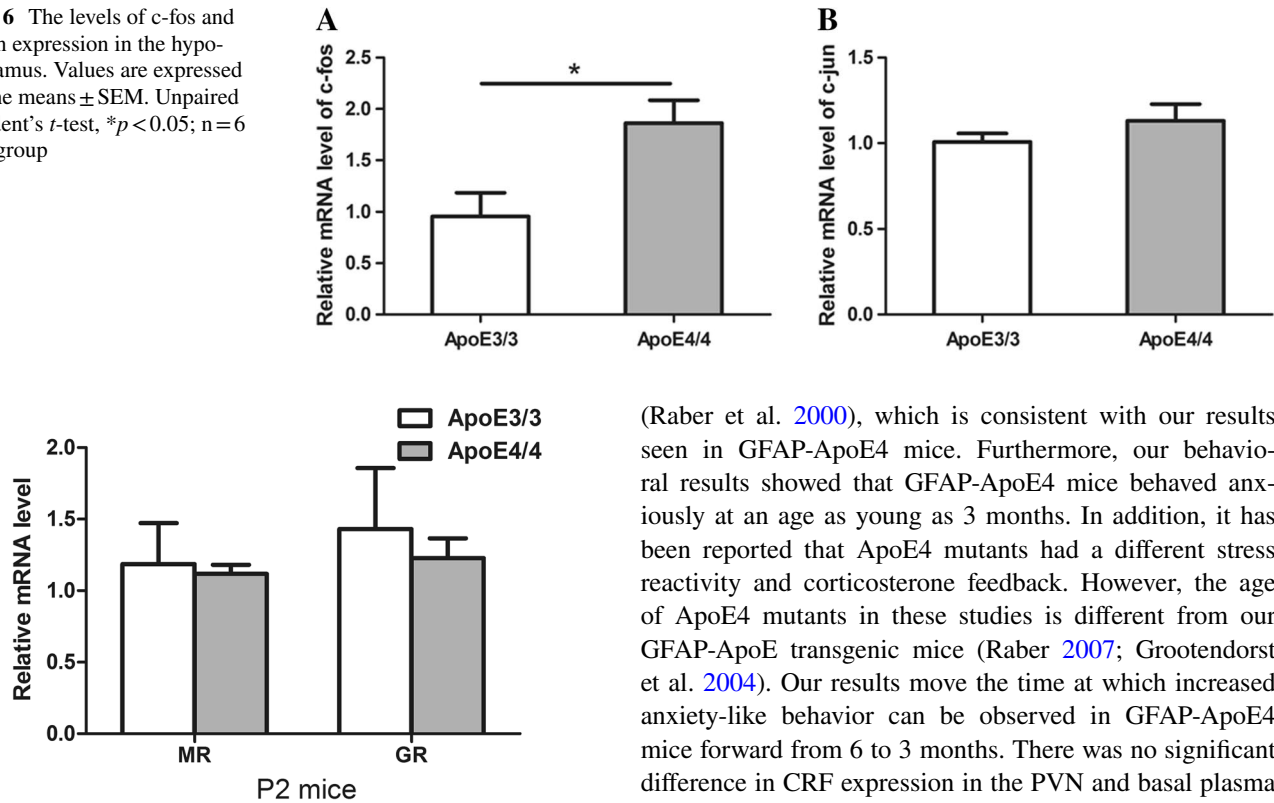 6 The levels of c-fos and
n expression in the hypo-
amus. Values are expressed
he means ± SEM. Unpaired
ent's t-test, *p < 0.05; n = 6
group
A
Relative mRNA level of c-fos
2.5
2.0
1.5
1.0
0.5
0.0
*
ApoE3/3
ApoE4/4
B
Relative mRNA level of c-jun
1.5
1.0
0.5
0.0
ApoE3/3
ApoE4/4
ApoE3/3
ApoE4/4
Relative mRNA level
2.0
1.5
1.0
0.5
0.0
MR
GR
P2 mice
(Raber et al. 2000), which is consistent with our results
seen in GFAP-ApoE4 mice. Furthermore, our behavio-
ral results showed that GFAP-ApoE4 mice behaved anx-
iously at an age as young as 3 months. In addition, it has
been reported that ApoE4 mutants had a different stress
reactivity and corticosterone feedback. However, the age
of ApoE4 mutants in these studies is different from our
GFAP-ApoE transgenic mice (Raber 2007; Grootendorst
et al. 2004). Our results move the time at which increased
anxiety-like behavior can be observed in GFAP-ApoE4
mice forward from 6 to 3 months. There was no significant
difference in CRF expression in the PVN and basal plasma